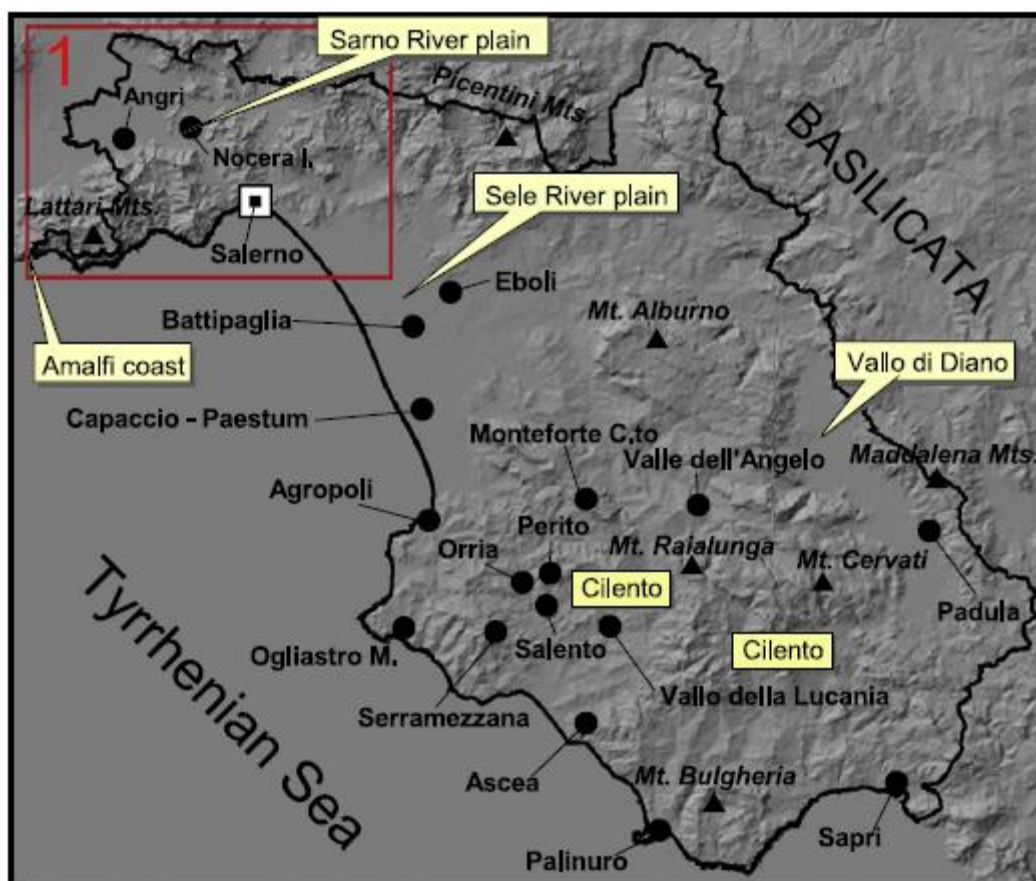 Sarno River plain
1
Picentini Mts.
Angri
BASILICATA
Nocera I.
Sele River plain
Lattari Mts.
Salerno
Eboli
Mt. Alburno
Battipaglia
Amalfi coast
Vallo di Diano
Capaccio - Paestum
Monteforte C.to
Valle dell'Angelo
Maddalena Mts.
Agropoli
Perito
Orria
Mt. Raialunga
Mt. Cervati
Cilento
Padula
Ogliastro M.
Salento
Cilento
Vallo della Lucania
Serramezzana
Tyrrhenian Sea
Ascea
Mt. Bulgheria
Sapri
Palinuro